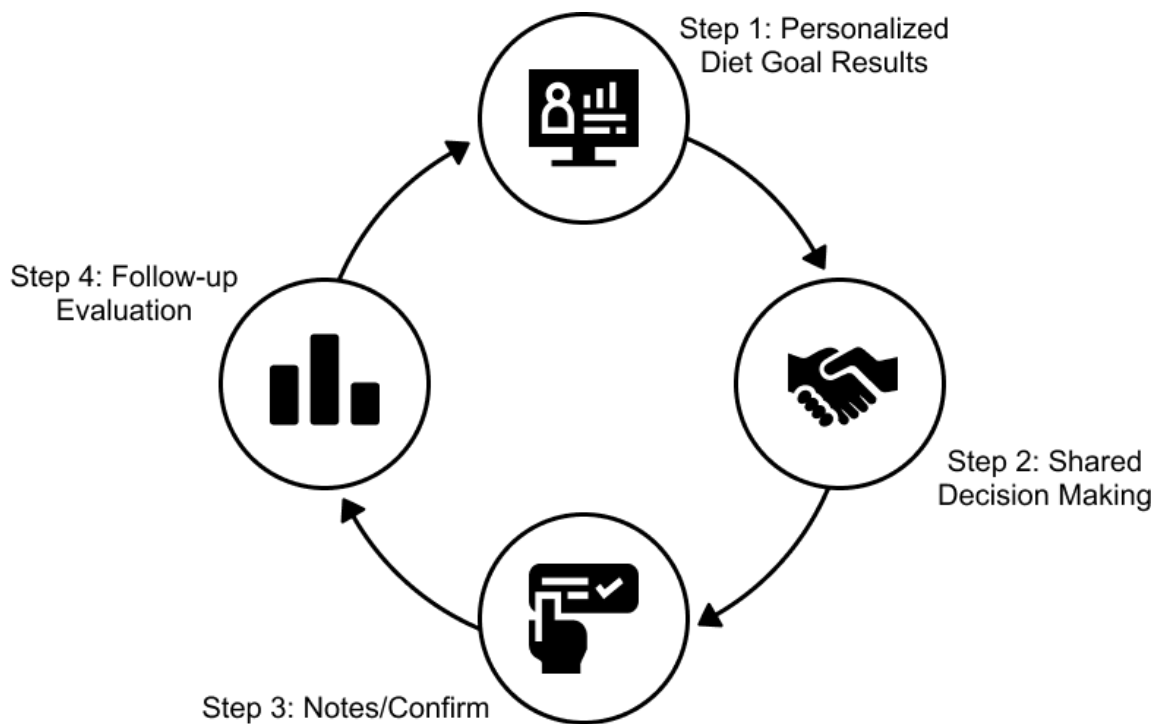 Step 1: Personalized
Diet Goal Results
Step 2: Shared
Decision Making
Step 3: Notes/Confirm
Step 4: Follow-up
Evaluation